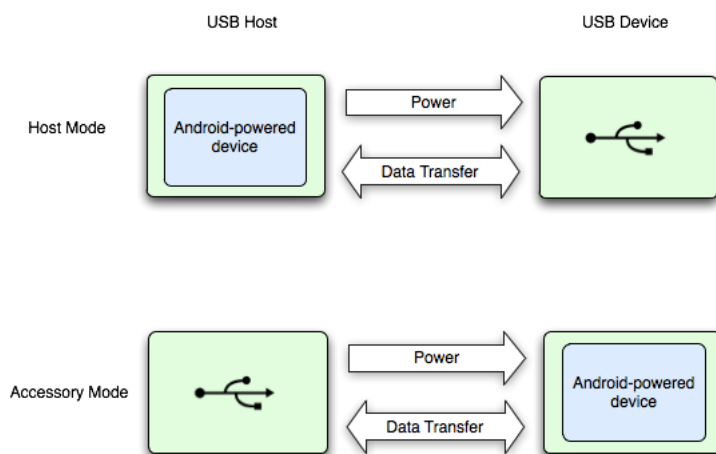 USB Host
USB Device
Host Mode
Android-powered
device
Power
Data Transfer
Accessory Mode
Power
Data Transfer
Android-powered
device